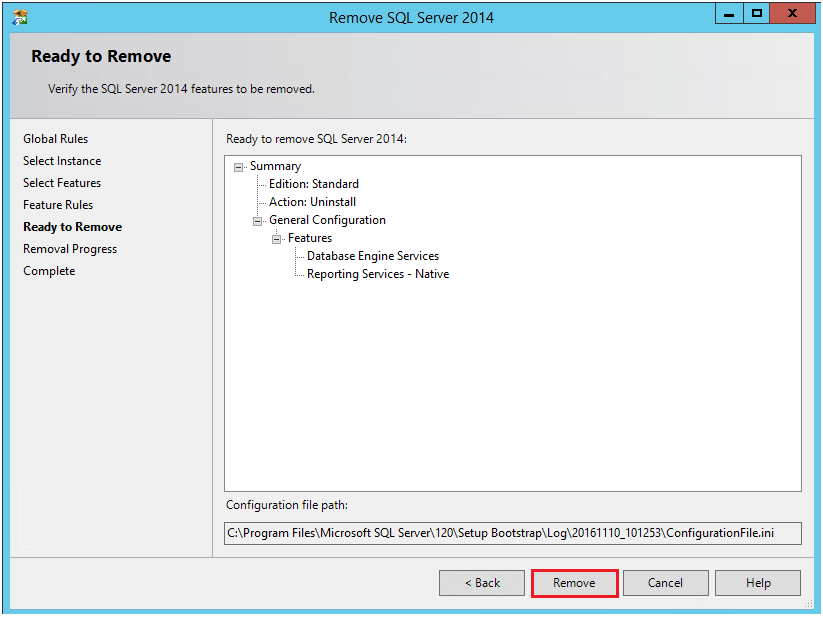 Remove SQL Server 2014
Ready to Remove
Verify the SQL Server 2014 features to be removed.
Global Rules
Select Instance
Select Features
Feature Rules
Ready to Remove
Removal Progress
Complete
Ready to remove SQL Server 2014:
Summary
Edition: Standard
Action: Uninstall
General Configuration
Features
Database Engine Services
Reporting Services - Native
Configuration file path:
C:\Program Files\Microsoft SQL Server\120\Setup Bootstrap\Log\20161110_101253\ConfigurationFile.ini
< Back Remove Cancel Help